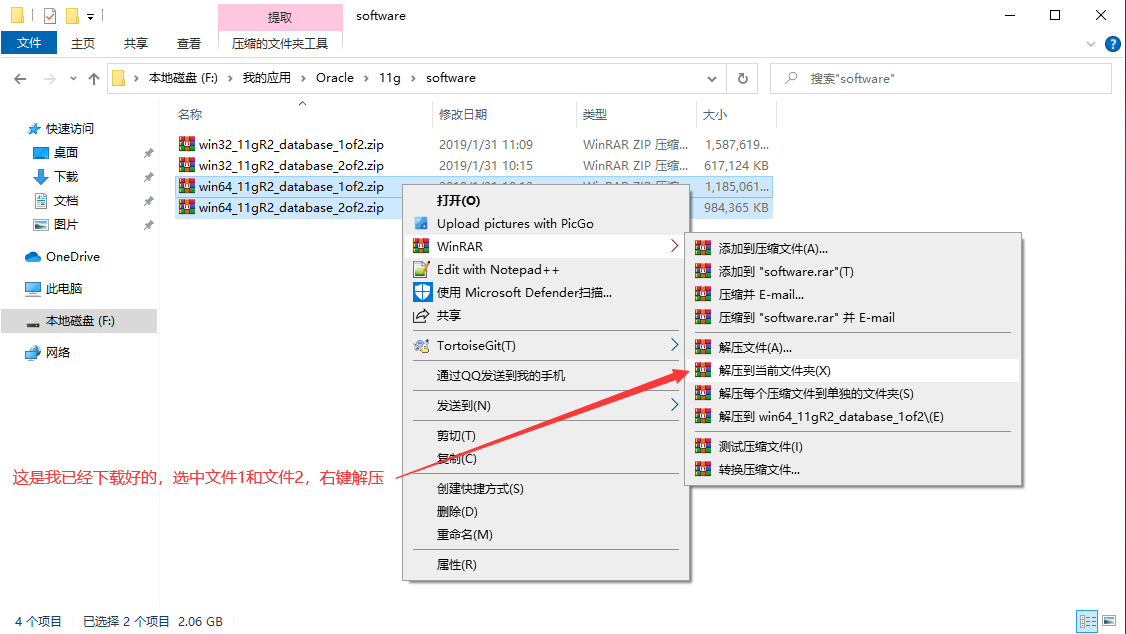 提取
software
文件
主页
共享
查看
压缩的文件夹工具
本地磁盘 (F:) › 我的应用 › Oracle › 11g › software
搜索"software"
名称
修改日期
类型
大小
快速访问
桌面
下载
文档
图片
OneDrive
此电脑
本地磁盘 (F:)
网络
win32_11gR2_database_1of2.zip 2019/1/31 11:09 WinRAR ZIP 压缩... 1,587,619...
win32_11gR2_database_2of2.zip 2019/1/31 10:15 WinRAR ZIP 压缩... 617,124 KB
win64_11gR2_database_1of2.zip 1,185,061...
win64_11gR2_database_2of2.zip 984,365 KB
打开(O)
Upload pictures with PicGo
WinRAR
Edit with Notepad++
使用 Microsoft Defender扫描...
共享
TortoiseGit(T)
通过QQ发送到我的手机
发送到(N)
剪切(T)
复制(C)
创建快捷方式(S)
删除(D)
重命名(M)
属性(R)
添加到压缩文件(A)...
添加到 "software.rar"(T)
压缩并 E-mail...
压缩到 "software.rar" 并 E-mail
解压文件(A)...
解压到当前文件夹(X)
解压每个压缩文件到单独的文件夹(S)
解压到 win64_11gR2_database_1of2\(E)
测试压缩文件(I)
转换压缩文件...
这是我已经下载好的，选中文件1和文件2，右键解压
4 个项目
已选择 2 个项目 2.06 GB